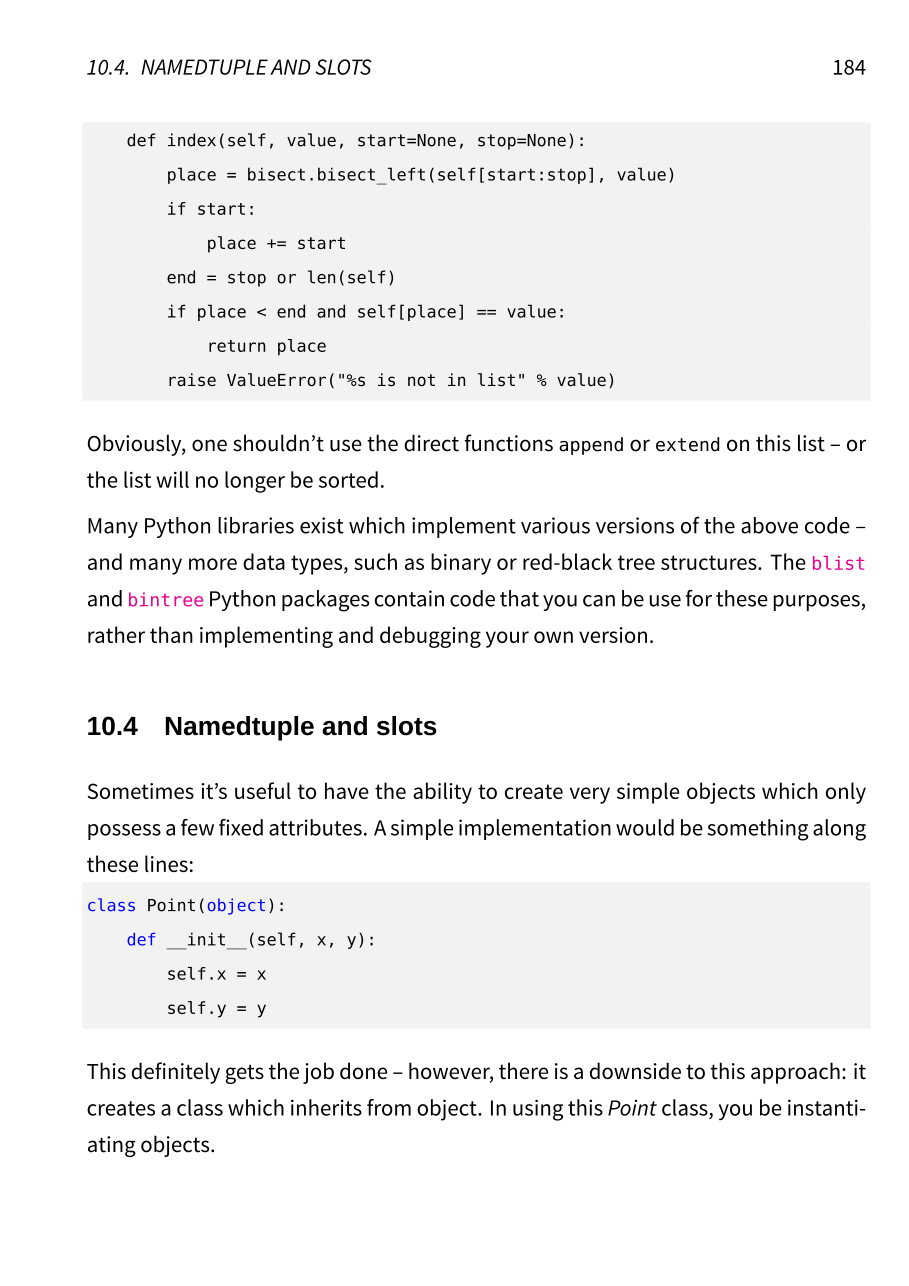 10.4. NAMEDTUPLE AND SLOTS 184
    def index(self, value, start=None, stop=None):
        place = bisect.bisect_left(self[start:stop], value)
        if start:
            place += start
        end = stop or len(self)
        if place < end and self[place] == value:
            return place
        raise ValueError("%s is not in list" % value)
Obviously, one shouldn’t use the direct functions append or extend on this list – or
the list will no longer be sorted.
Many Python libraries exist which implement various versions of the above code –
and many more data types, such as binary or red-black tree structures. The blist
and bintree Python packages contain code that you can be use for these purposes,
rather than implementing and debugging your own version.
10.4 Namedtuple and slots
Sometimes it’s useful to have the ability to create very simple objects which only
possess a few fixed attributes. A simple implementation would be something along
these lines:
class Point(object):
    def __init__(self, x, y):
        self.x = x
        self.y = y
This definitely gets the job done – however, there is a downside to this approach: it
creates a class which inherits from object. In using this Point class, you be instanti-
ating objects.